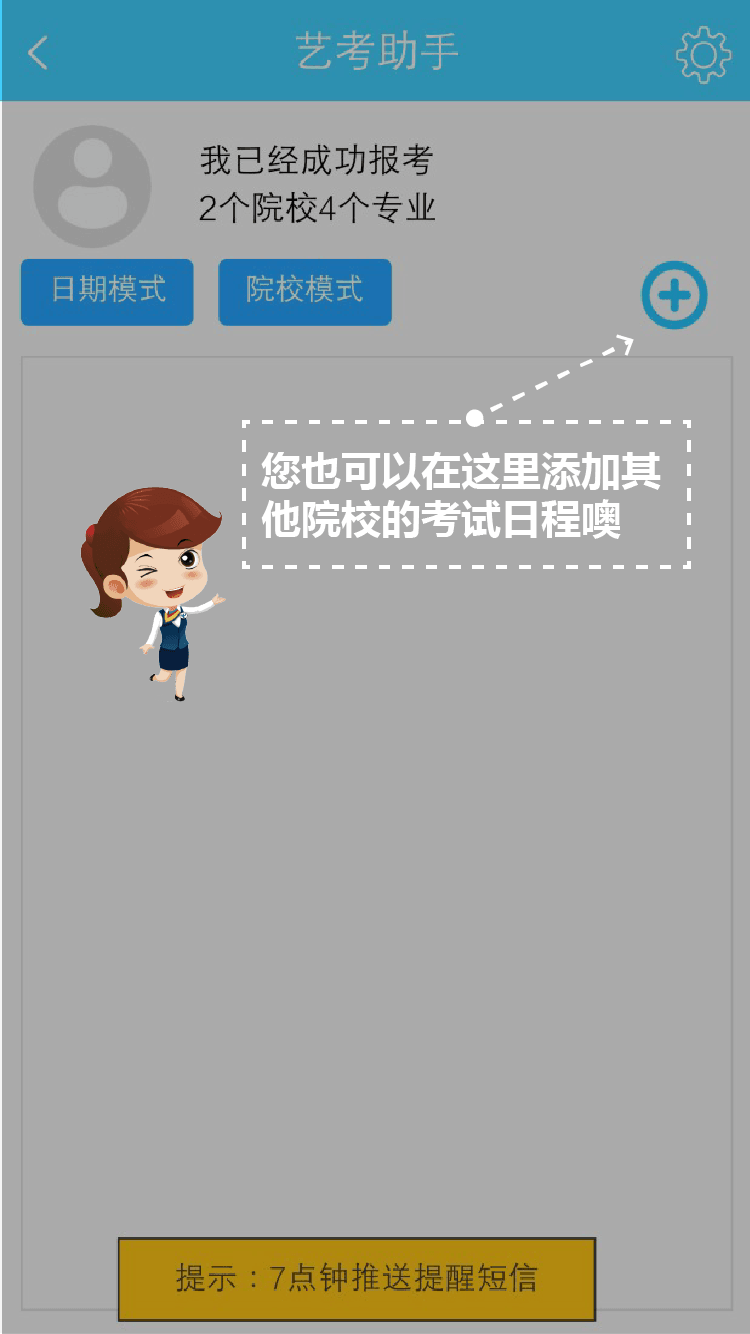 艺考助手
我已经成功报考
2个院校4个专业
日期模式
院校模式
您也可以在这里添加其
他院校的考试日程噢
提示：7点钟推送提醒短信